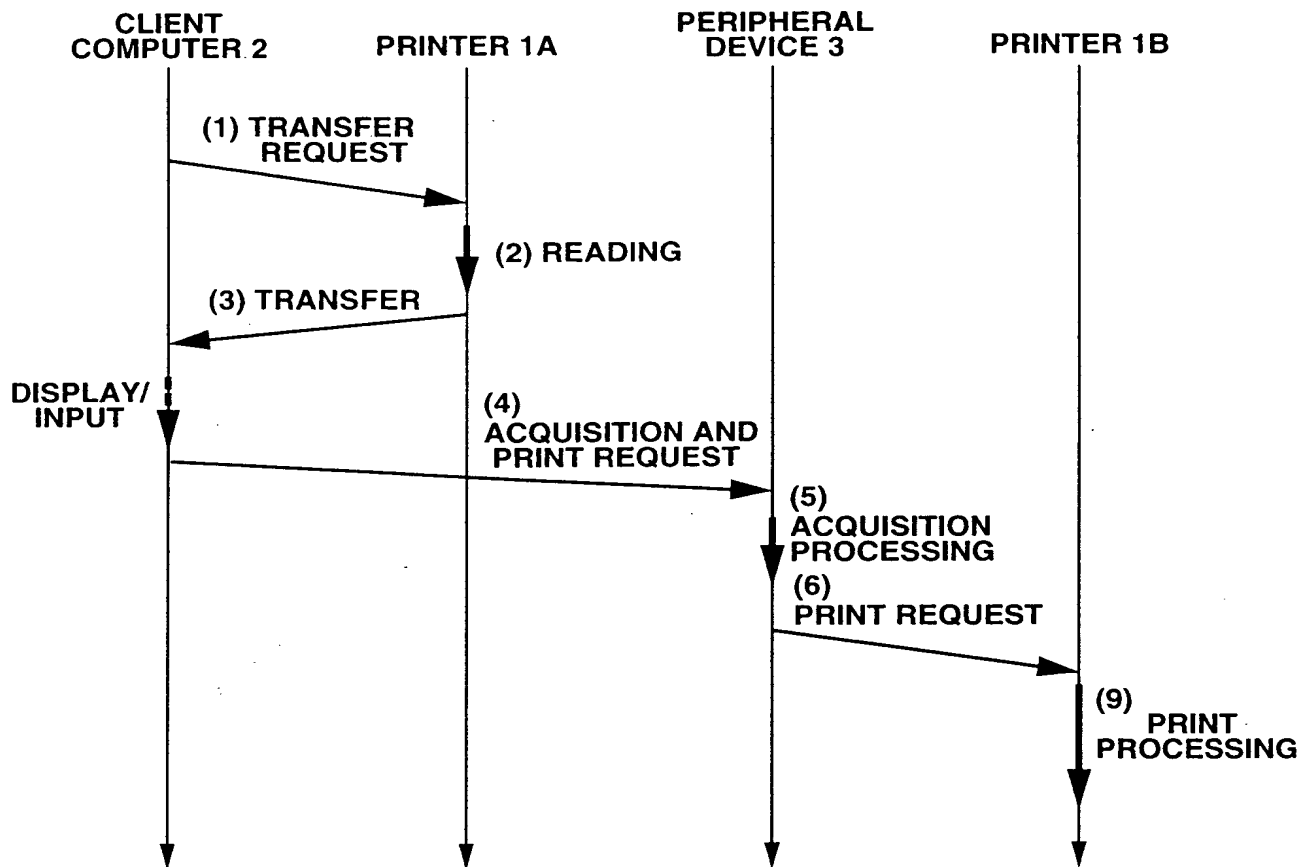 CLIENT
COMPUTER 2
PRINTER 1A
PERIPHERAL
DEVICE 3
PRINTER 1B
(1) TRANSFER
REQUEST
(2) READING
(3) TRANSFER
DISPLAY/
INPUT
(4)
ACQUISITION AND
PRINT REQUEST
(5)
ACQUISITION
PROCESSING
(6)
PRINT REQUEST
(9)
PRINT
PROCESSING